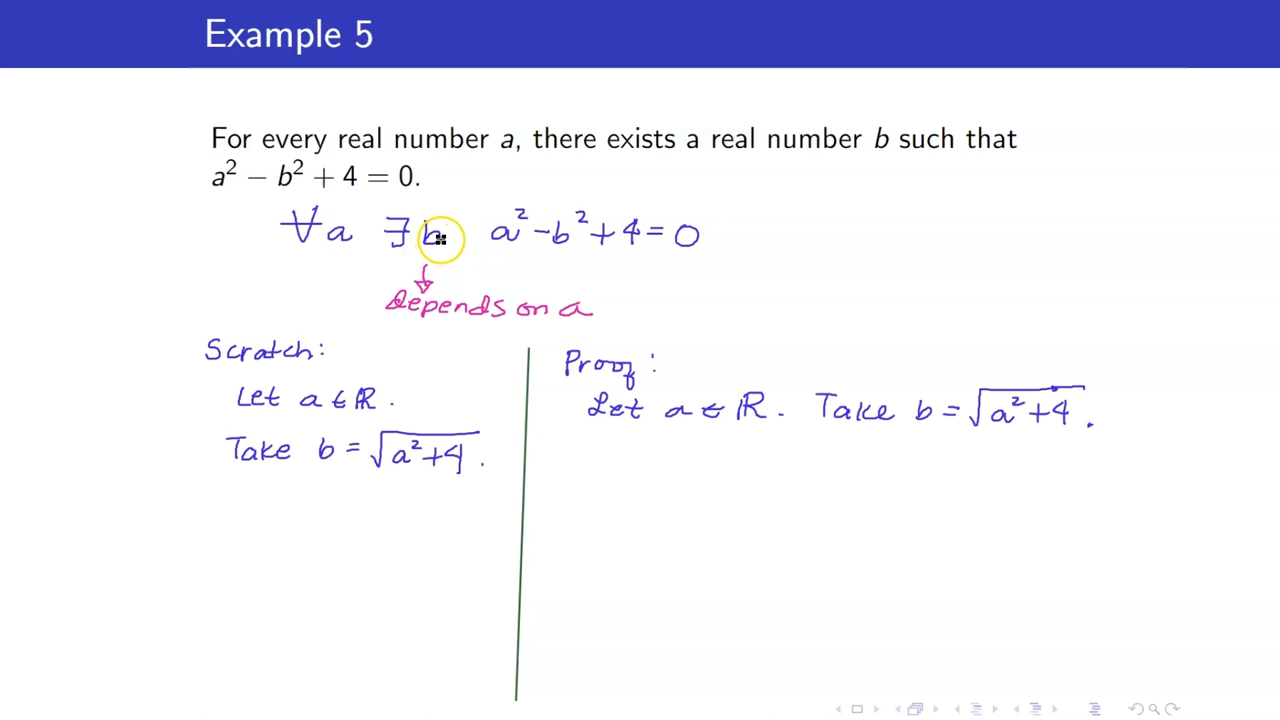 Example 5
For every real number a, there exists a real number b such that
a² − b² + 4 = 0.
∀a ∃b a² − b² + 4 = 0
Depends on a
Scratch:
Let a ∈ ℝ.
Take b = √(a² + 4).
Proof:
Let a ∈ ℝ. Take b = √(a² + 4).